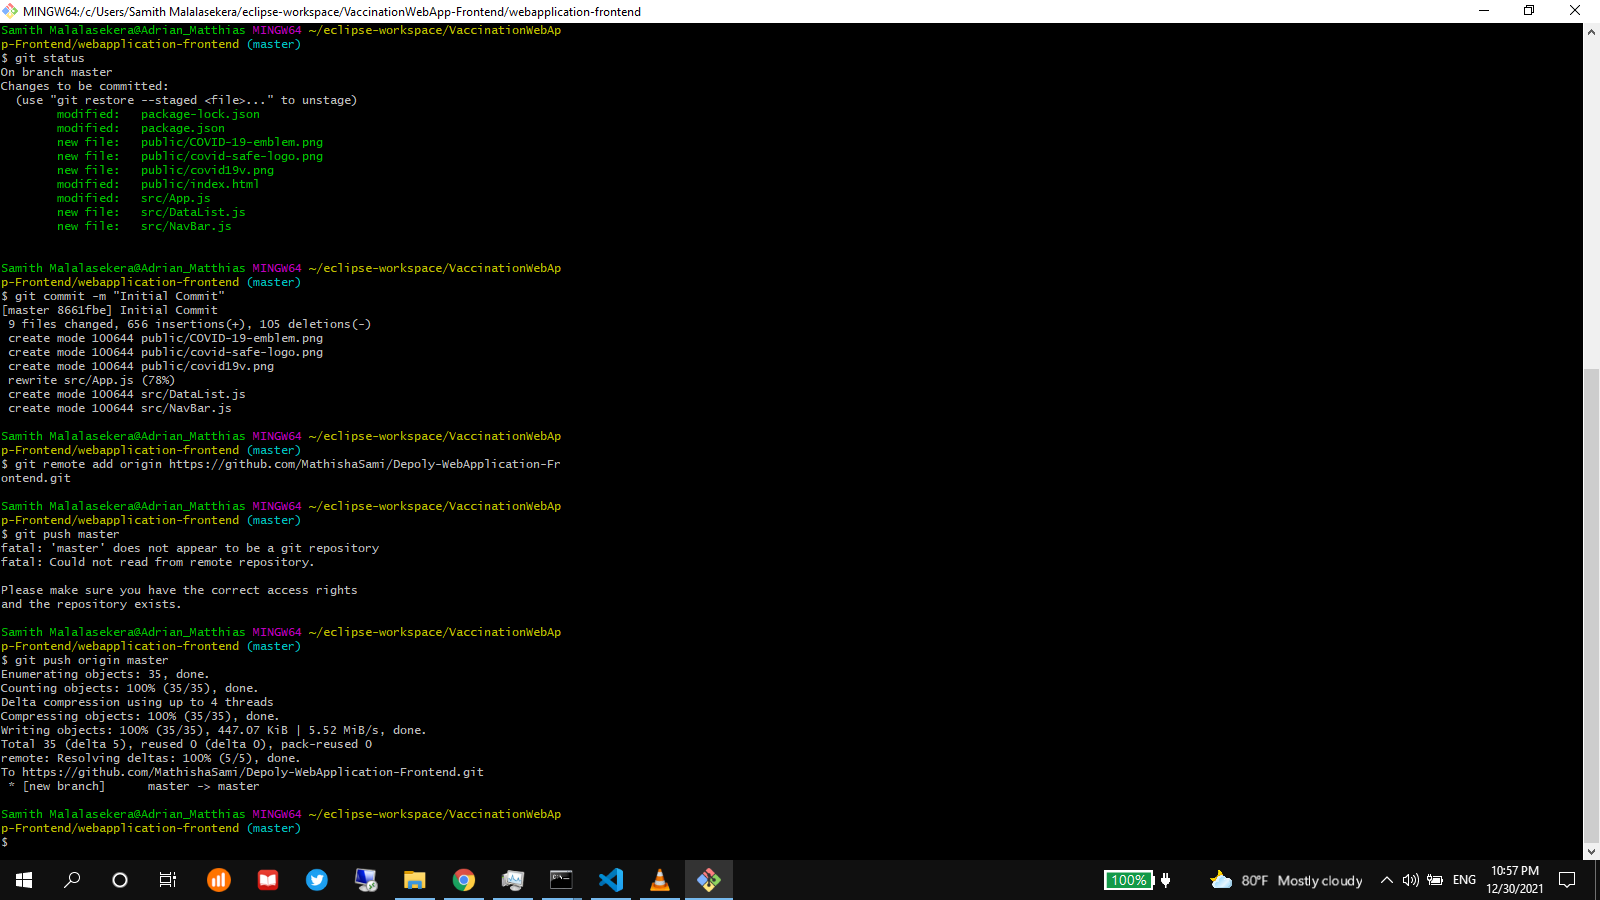 MINGW64:/c/Users/Samith Malalasekera/eclipse-workspace/VaccinationWebApp-Frontend/webapplication-frontend
Samith Malalasekera@Adrian_Matthias MINGW64 ~/eclipse-workspace/VaccinationWebAp
p-Frontend/webapplication-frontend (master)
$ git status
On branch master
Changes to be committed:
  (use "git restore --staged <file>..." to unstage)
        modified:   package-lock.json
        modified:   package.json
        new file:   public/COVID-19-emblem.png
        new file:   public/covid-safe-logo.png
        new file:   public/covid19v.png
        modified:   public/index.html
        modified:   src/App.js
        new file:   src/DataList.js
        new file:   src/NavBar.js
Samith Malalasekera@Adrian_Matthias MINGW64 ~/eclipse-workspace/VaccinationWebAp
p-Frontend/webapplication-frontend (master)
$ git commit -m "Initial Commit"
[master 8661fbe] Initial Commit
 9 files changed, 656 insertions(+), 105 deletions(-)
 create mode 100644 public/COVID-19-emblem.png
 create mode 100644 public/covid-safe-logo.png
 create mode 100644 public/covid19v.png
 rewrite src/App.js (78%)
 create mode 100644 src/DataList.js
 create mode 100644 src/NavBar.js
Samith Malalasekera@Adrian_Matthias MINGW64 ~/eclipse-workspace/VaccinationWebAp
p-Frontend/webapplication-frontend (master)
$ git remote add origin https://github.com/MathishaSami/Depoly-WebApplication-Fr
ontend.git
Samith Malalasekera@Adrian_Matthias MINGW64 ~/eclipse-workspace/VaccinationWebAp
p-Frontend/webapplication-frontend (master)
$ git push master
fatal: 'master' does not appear to be a git repository
fatal: Could not read from remote repository.
Please make sure you have the correct access rights
and the repository exists.
Samith Malalasekera@Adrian_Matthias MINGW64 ~/eclipse-workspace/VaccinationWebAp
p-Frontend/webapplication-frontend (master)
$ git push origin master
Enumerating objects: 35, done.
Counting objects: 100% (35/35), done.
Delta compression using up to 4 threads
Compressing objects: 100% (35/35), done.
Writing objects: 100% (35/35), 447.07 KiB | 5.52 MiB/s, done.
Total 35 (delta 5), reused 0 (delta 0), pack-reused 0
remote: Resolving deltas: 100% (5/5), done.
To https://github.com/MathishaSami/Depoly-WebApplication-Frontend.git
 * [new branch]      master -> master
Samith Malalasekera@Adrian_Matthias MINGW64 ~/eclipse-workspace/VaccinationWebAp
p-Frontend/webapplication-frontend (master)
$
100% 80°F Mostly cloudy ENG 10:57 PM
12/30/2021